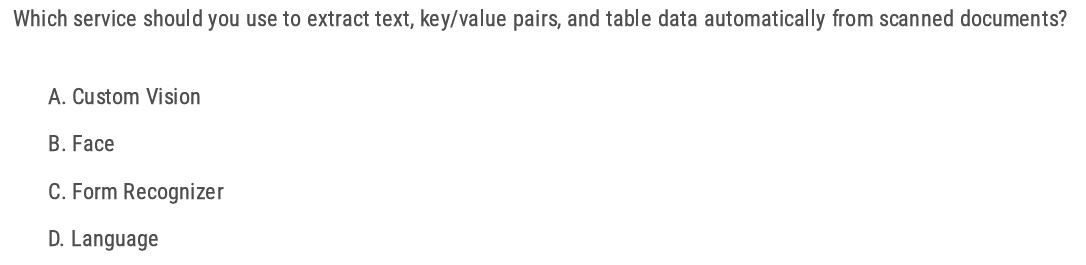 Which service should you use to extract text, key/value pairs, and table data automatically from scanned documents?
A. Custom Vision
B. Face
C. Form Recognizer
D. Language